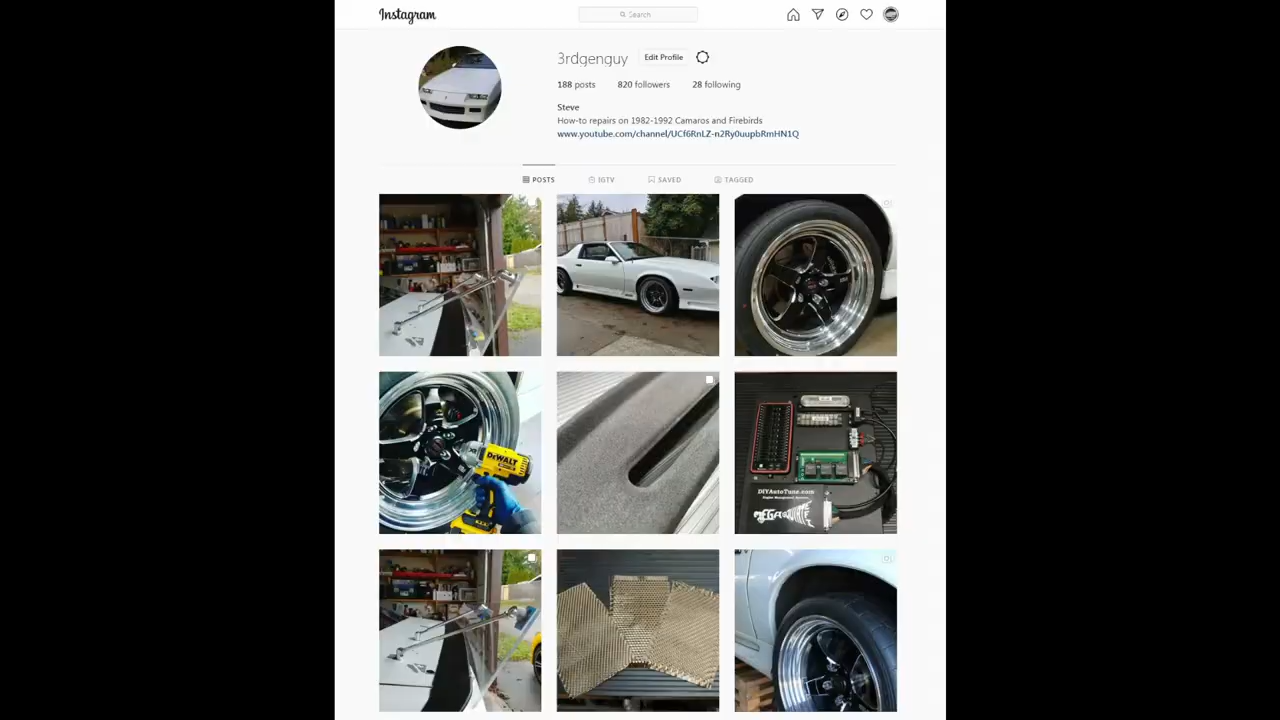 Instagram
Search
3rdgenguy
Edit Profile
188 posts
820 followers
28 following
Steve
How-to repairs on 1982-1992 Camaros and Firebirds
www.youtube.com/channel/UCf6RnLZ-n2Ry0uupbRmHN1Q
POSTS
IGTV
SAVED
TAGGED
DEWALT
DIYAutoTune.com